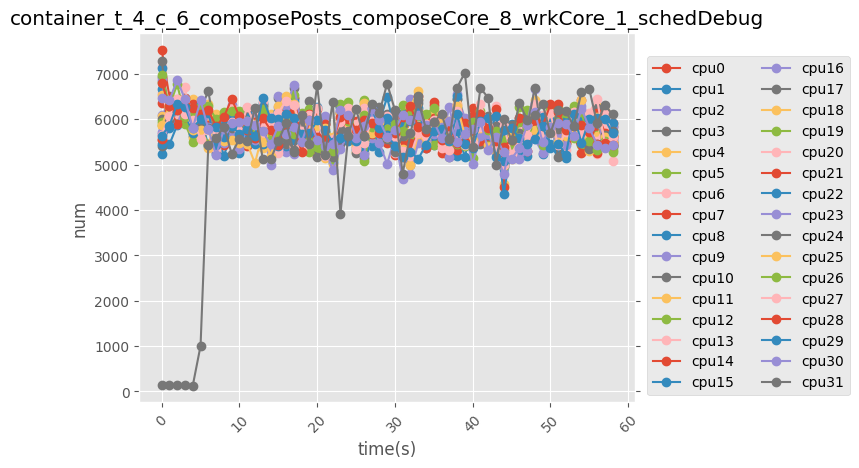 container_t_4_c_6_composePosts_composeCore_8_wrkCore_1_schedDebug
num
7000
6000
5000
4000
3000
2000
1000
0
0
10
20
30
40
50
60
time(s)
cpu0
cpu1
cpu2
cpu3
cpu4
cpu5
cpu6
cpu7
cpu8
cpu9
cpu10
cpu11
cpu12
cpu13
cpu14
cpu15
cpu16
cpu17
cpu18
cpu19
cpu20
cpu21
cpu22
cpu23
cpu24
cpu25
cpu26
cpu27
cpu28
cpu29
cpu30
cpu31